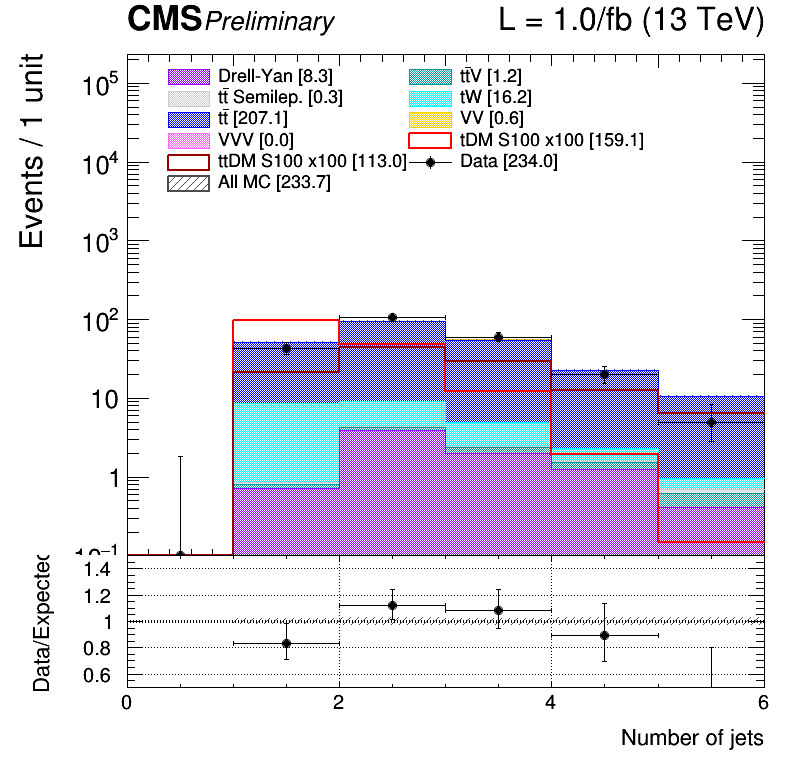 CMS Preliminary L = 1.0/fb (13 TeV)
Events / 1 unit
10⁵
10⁴
10³
10²
10
1
10⁻¹
Drell-Yan [8.3]
tt̄ Semilep. [0.3]
tt̄ [207.1]
VVV [0.0]
ttDM S100 x100 [113.0]
All MC [233.7]
tt̄V [1.2]
tW [16.2]
VV [0.6]
tDM S100 x100 [159.1]
Data [234.0]
Data/Expected
1.4
1.2
1
0.8
0.6
0 2 4 6
Number of jets